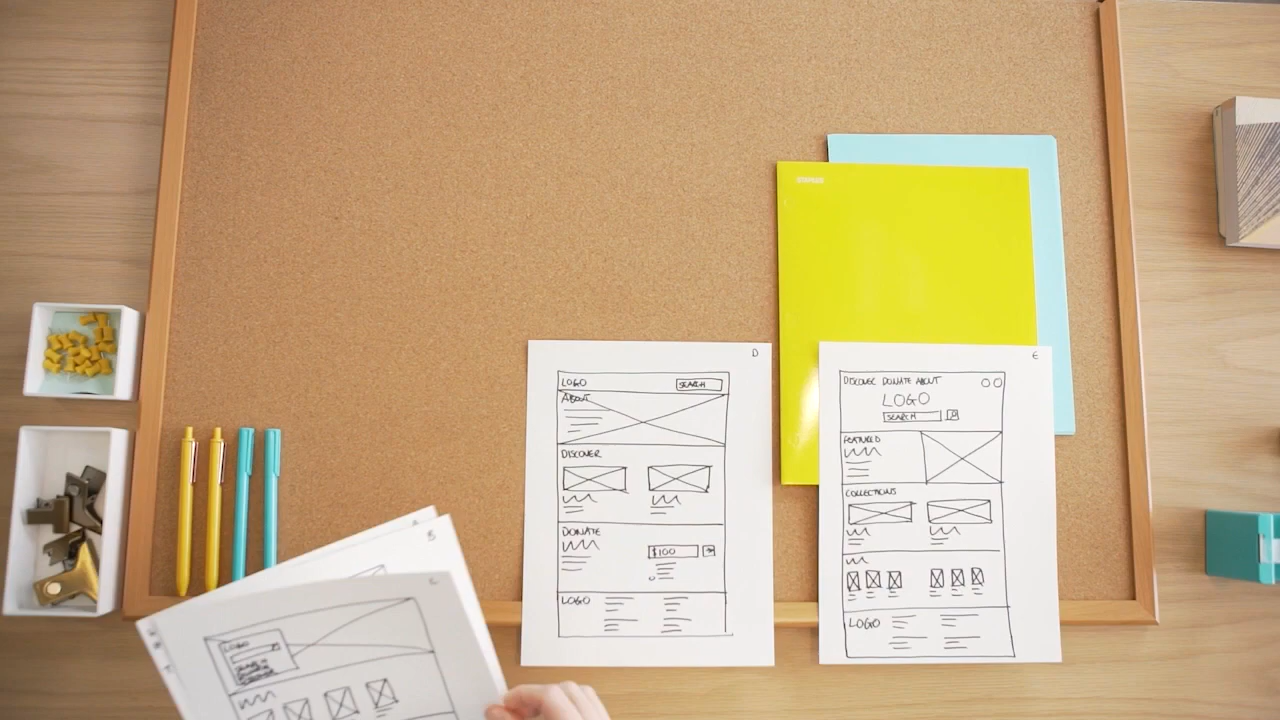 D
LOGO SEARCH
ABOUT
DISCOVER
DONATE
$100
LOGO
E
DISCOVER DONATE ABOUT
LOGO
SEARCH
FEATURED
COLLECTIONS
LOGO
B
C
LOGO